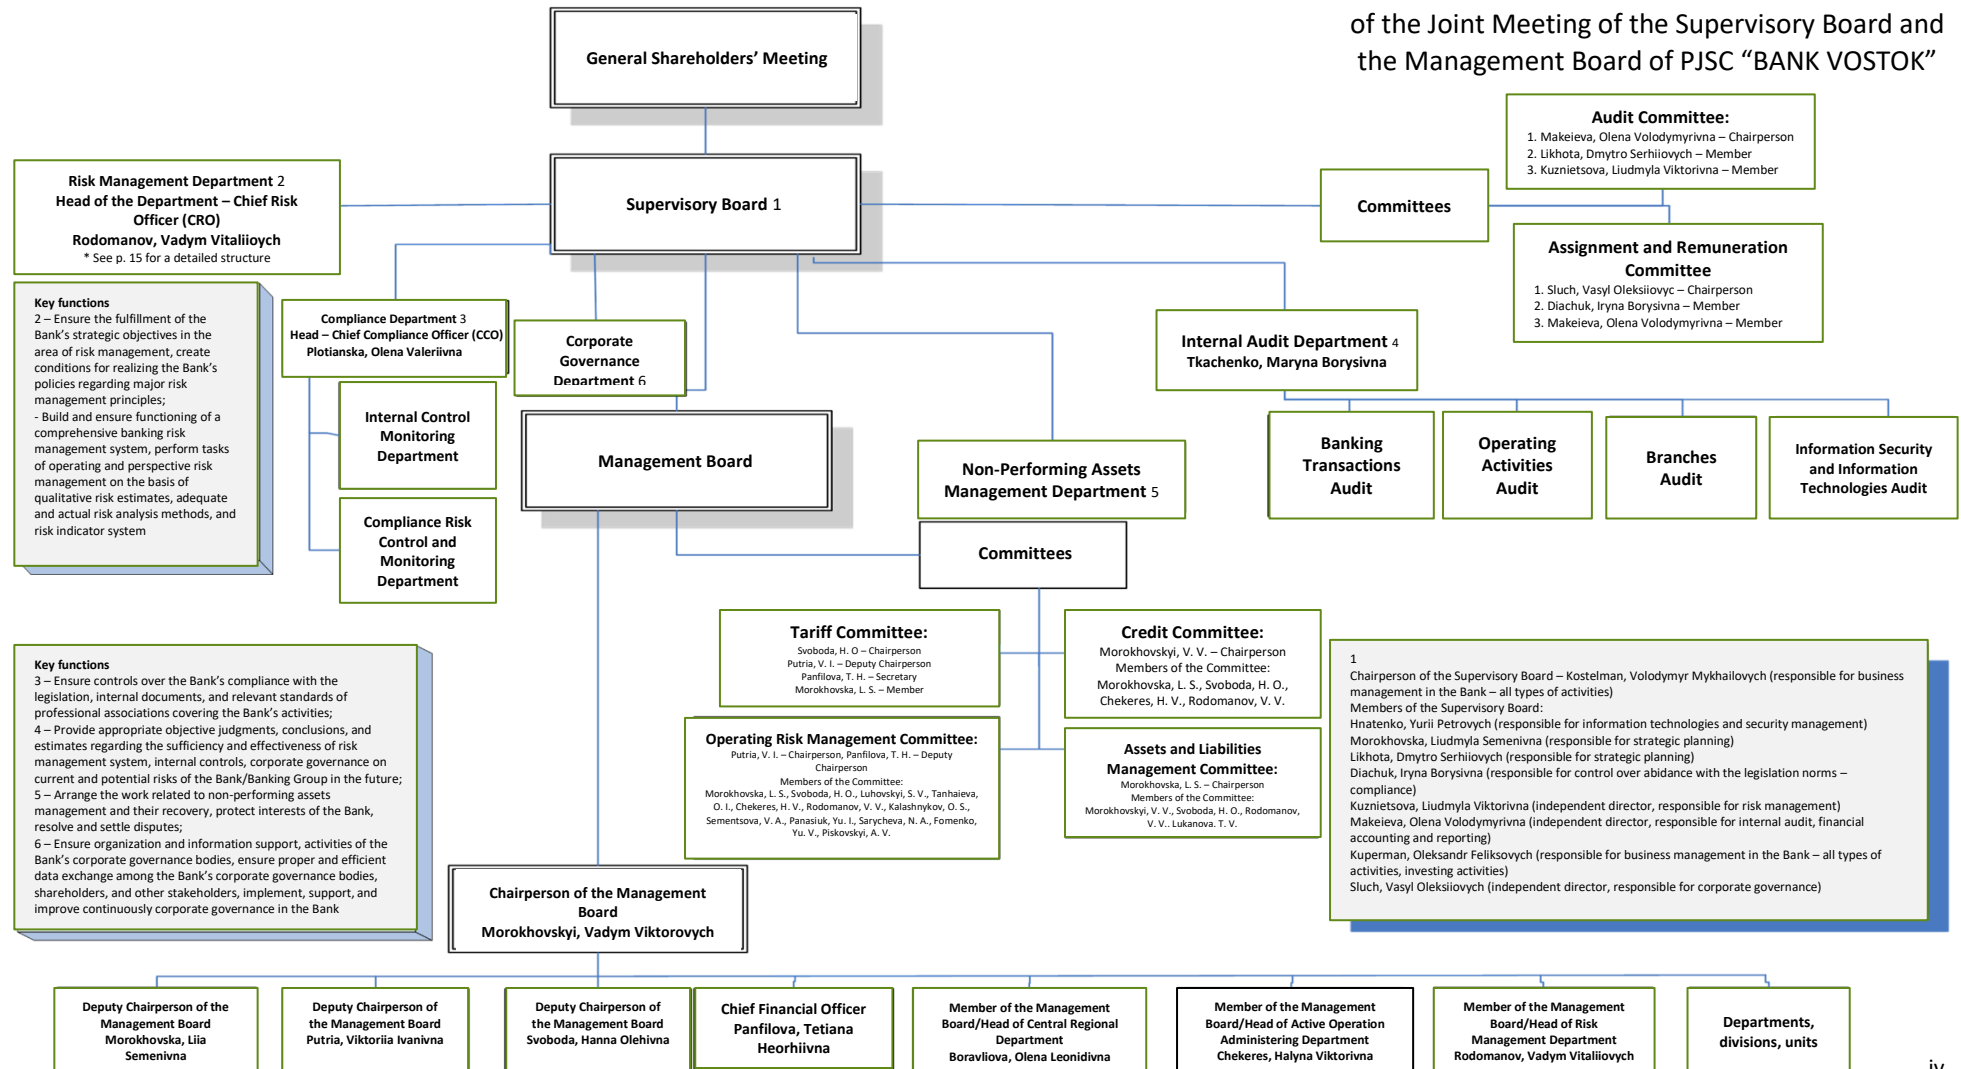 of the Joint Meeting of the Supervisory Board and
the Management Board of PJSC “BANK VOSTOK”
General Shareholders’ Meeting
Audit Committee:
1. Makeieva, Olena Volodymyrivna – Chairperson
2. Likhota, Dmytro Serhiiovych – Member
3. Kuznietsova, Liudmyla Viktorivna – Member
Risk Management Department 2
Head of the Department – Chief Risk
Officer (CRO)
Rodomanov, Vadym Vitaliioych
* See p. 15 for a detailed structure
Supervisory Board 1
Committees
Assignment and Remuneration
Committee
1. Sluch, Vasyl Oleksiiovyc – Chairperson
2. Diachuk, Iryna Borysivna – Member
3. Makeieva, Olena Volodymyrivna – Member
Key functions
2 – Ensure the fulfillment of the
Bank’s strategic objectives in the
area of risk management, create
conditions for realizing the Bank’s
policies regarding major risk
management principles;
- Build and ensure functioning of a
comprehensive banking risk
management system, perform tasks
of operating and perspective risk
management on the basis of
qualitative risk estimates, adequate
and actual risk analysis methods, and
risk indicator system
Compliance Department 3
Head – Chief Compliance Officer (CCO)
Plotianska, Olena Valeriivna
Corporate
Governance
Department 6
Internal Audit Department 4
Tkachenko, Maryna Borysivna
Internal Control
Monitoring
Department
Compliance Risk
Control and
Monitoring
Department
Management Board
Non-Performing Assets
Management Department 5
Banking
Transactions
Audit
Operating
Activities
Audit
Branches
Audit
Information Security
and Information
Technologies Audit
Committees
Tariff Committee:
Svoboda, H. O – Chairperson
Putria, V. I. – Deputy Chairperson
Panfilova, T. H. – Secretary
Morokhovska, L. S. – Member
Credit Committee:
Morokhovskyi, V. V. – Chairperson
Members of the Committee:
Morokhovska, L. S., Svoboda, H. O.,
Chekeres, H. V., Rodomanov, V. V.
Operating Risk Management Committee:
Putria, V. I. – Chairperson, Panfilova, T. H. – Deputy
Chairperson
Members of the Committee:
Morokhovska, L. S., Svoboda, H. O., Luhovskyi, S. V., Tanhaieva,
O. I., Chekeres, H. V., Rodomanov, V. V., Kalashnykov, O. S.,
Sementsova, V. A., Panasiuk, Yu. I., Sarycheva, N. A., Fomenko,
Yu. V., Piskovskyi, A. V.
Assets and Liabilities
Management Committee:
Morokhovska, L. S. – Chairperson
Members of the Committee:
Morokhovskyi, V. V., Svoboda, H. O., Rodomanov,
V. V.. Lukanova. T. V.
Key functions
3 – Ensure controls over the Bank’s compliance with the
legislation, internal documents, and relevant standards of
professional associations covering the Bank’s activities;
4 – Provide appropriate objective judgments, conclusions, and
estimates regarding the sufficiency and effectiveness of risk
management system, internal controls, corporate governance on
current and potential risks of the Bank/Banking Group in the future;
5 – Arrange the work related to non-performing assets
management and their recovery, protect interests of the Bank,
resolve and settle disputes;
6 – Ensure organization and information support, activities of the
Bank’s corporate governance bodies, ensure proper and efficient
data exchange among the Bank’s corporate governance bodies,
shareholders, and other stakeholders, implement, support, and
improve continuously corporate governance in the Bank
1
Chairperson of the Supervisory Board – Kostelman, Volodymyr Mykhailovych (responsible for business
management in the Bank – all types of activities)
Members of the Supervisory Board:
Hnatenko, Yurii Petrovych (responsible for information technologies and security management)
Morokhovska, Liudmyla Semenivna (responsible for strategic planning)
Likhota, Dmytro Serhiiovych (responsible for strategic planning)
Diachuk, Iryna Borysivna (responsible for control over abidance with the legislation norms –
compliance)
Kuznietsova, Liudmyla Viktorivna (independent director, responsible for risk management)
Makeieva, Olena Volodymyrivna (independent director, responsible for internal audit, financial
accounting and reporting)
Kuperman, Oleksandr Feliksovych (responsible for business management in the Bank – all types of
activities, investing activities)
Sluch, Vasyl Oleksiiovych (independent director, responsible for corporate governance)
Chairperson of the Management
Board
Morokhovskyi, Vadym Viktorovych
Deputy Chairperson of the
Management Board
Morokhovska, Liia
Semenivna
Deputy Chairperson of
the Management Board
Putria, Viktoriia Ivanivna
Deputy Chairperson of
the Management Board
Svoboda, Hanna Olehivna
Chief Financial Officer
Panfilova, Tetiana
Heorhiivna
Member of the Management
Board/Head of Central Regional
Department
Boravliova, Olena Leonidivna
Member of the Management
Board/Head of Active Operation
Administering Department
Chekeres, Halyna Viktorivna
Member of the Management
Board/Head of Risk
Management Department
Rodomanov, Vadym Vitaliiovych
Departments,
divisions, units